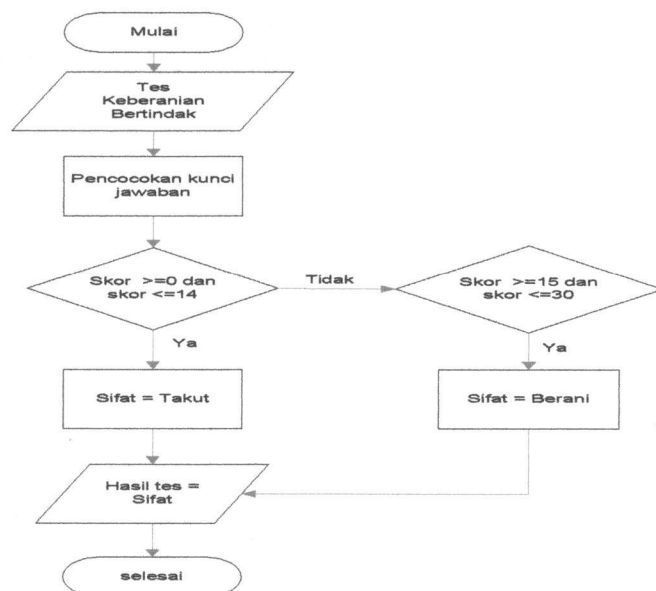 Mulai
Tes
Keberanian
Bertindak
Pencocokan kunci
jawaban
Skor >=0 dan
skor <=14
Tidak
Skor >=15 dan
skor <=30
Ya
Ya
Sifat = Takut
Sifat = Berani
Hasil tes =
Sifat
selesai